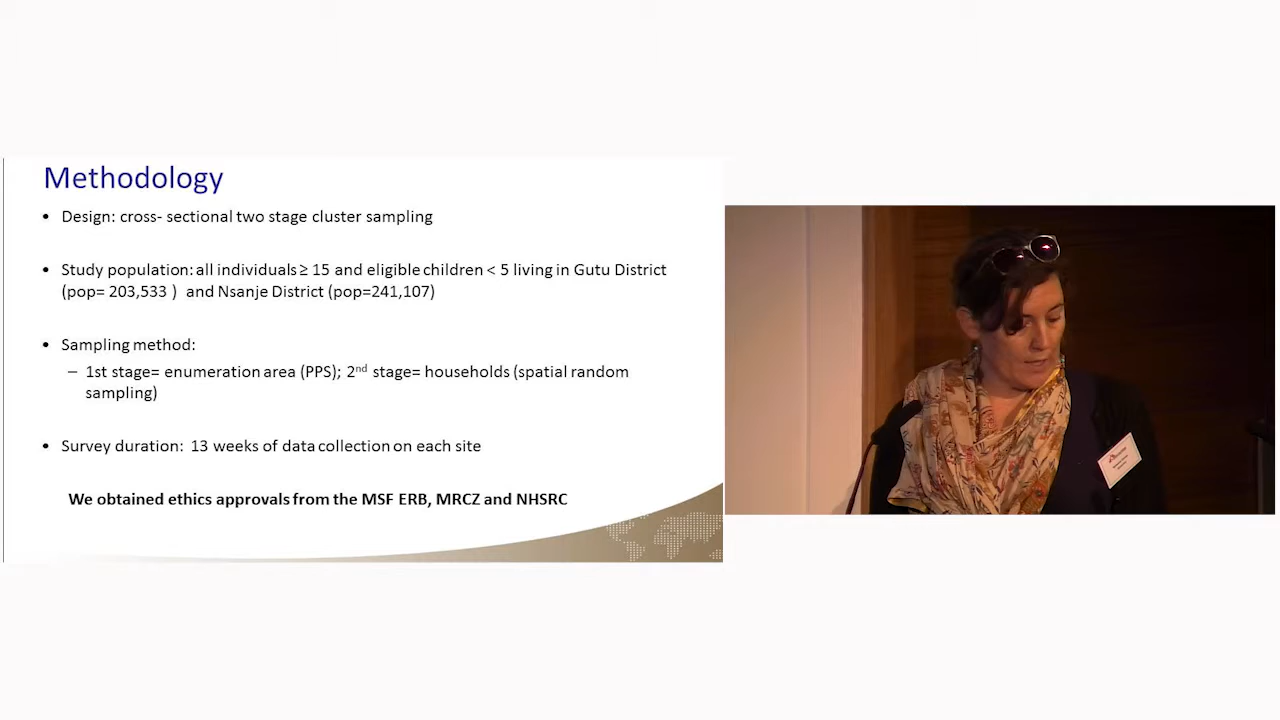 Methodology
• Design: cross- sectional two stage cluster sampling
• Study population: all individuals ≥ 15 and eligible children < 5 living in Gutu District
(pop= 203,533 ) and Nsanje District (pop=241,107)
• Sampling method:
– 1st stage= enumeration area (PPS); 2nd stage= households (spatial random
sampling)
• Survey duration: 13 weeks of data collection on each site
We obtained ethics approvals from the MSF ERB, MRCZ and NHSRC